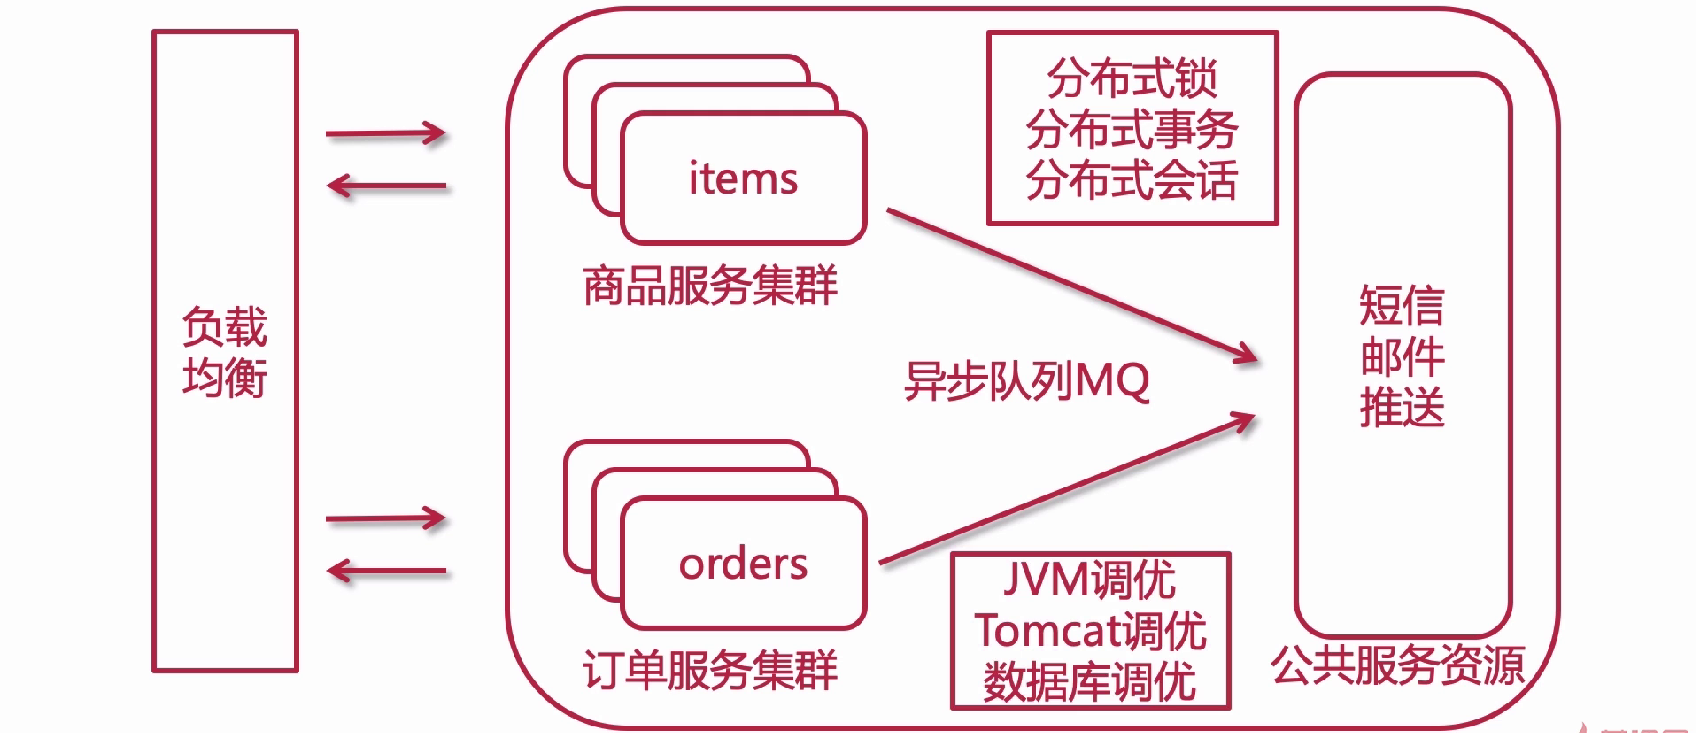 负载
均衡
items
商品服务集群
orders
订单服务集群
分布式锁
分布式事务
分布式会话
异步队列MQ
JVM调优
Tomcat调优
数据库调优
短信
邮件
推送
公共服务资源